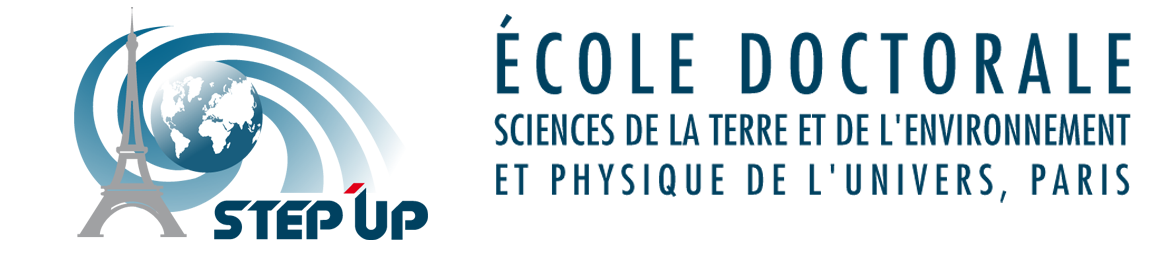 STEP'UP
ÉCOLE DOCTORALE
SCIENCES DE LA TERRE ET DE L'ENVIRONNEMENT
ET PHYSIQUE DE L'UNIVERS, PARIS